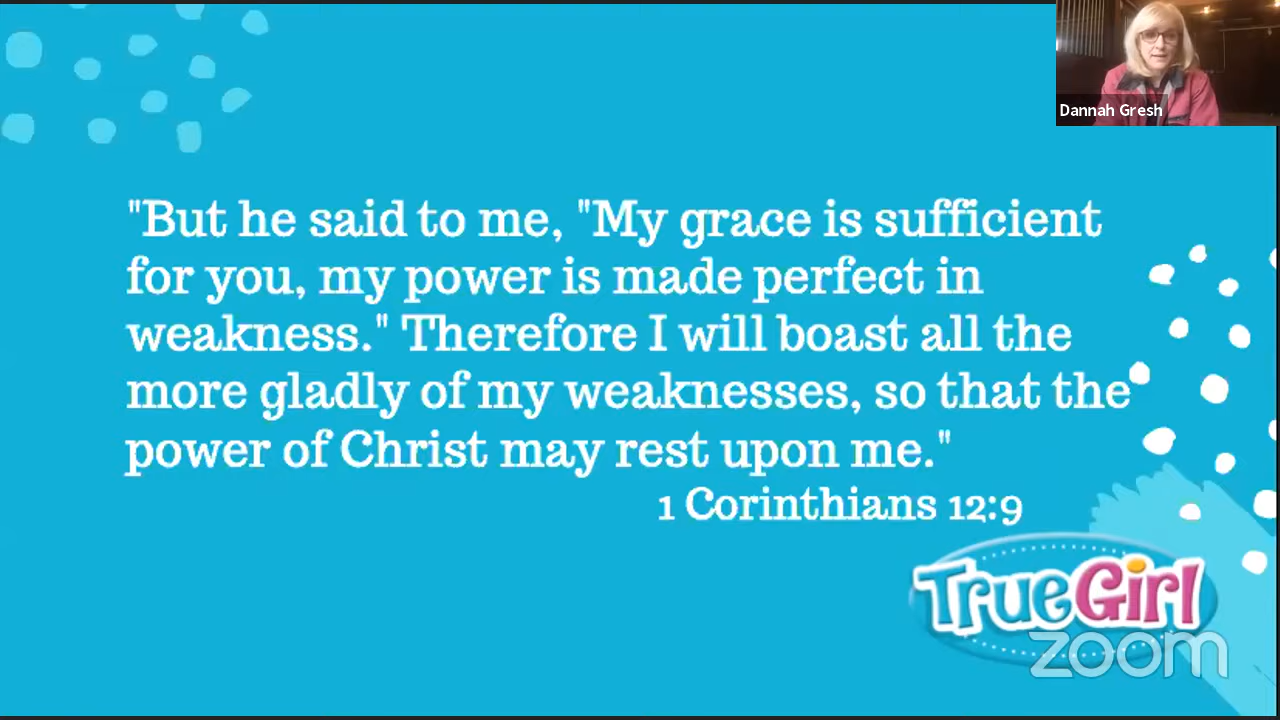 Dannah Gresh
"But he said to me, "My grace is sufficient
for you, my power is made perfect in
weakness." Therefore I will boast all the
more gladly of my weaknesses, so that the
power of Christ may rest upon me."
1 Corinthians 12:9
TrueGirl
zoom